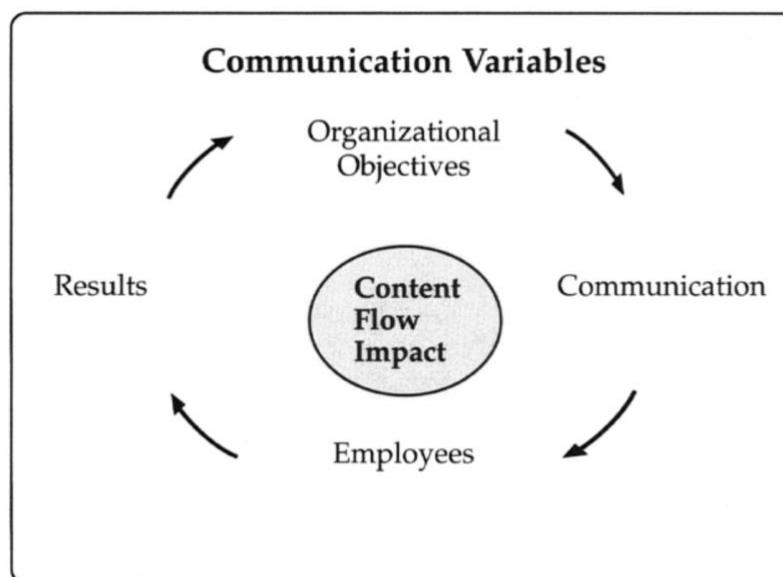 Communication Variables
Organizational
Objectives
Results
Content
Flow
Impact
Communication
Employees